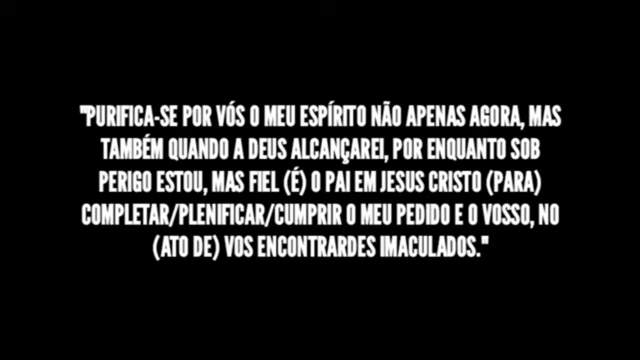 "PURIFICA-SE POR VÓS O MEU ESPÍRITO NÃO APENAS AGORA, MAS
TAMBÉM QUANDO A DEUS ALCANÇAREI, POR ENQUANTO SOB
PERIGO ESTOU, MAS FIEL (É) O PAI EM JESUS CRISTO (PARA)
COMPLETAR/PLENIFICAR/CUMPRIR O MEU PEDIDO E O VOSSO, NO
(ATO DE) VOS ENCONTRARDES IMACULADOS."